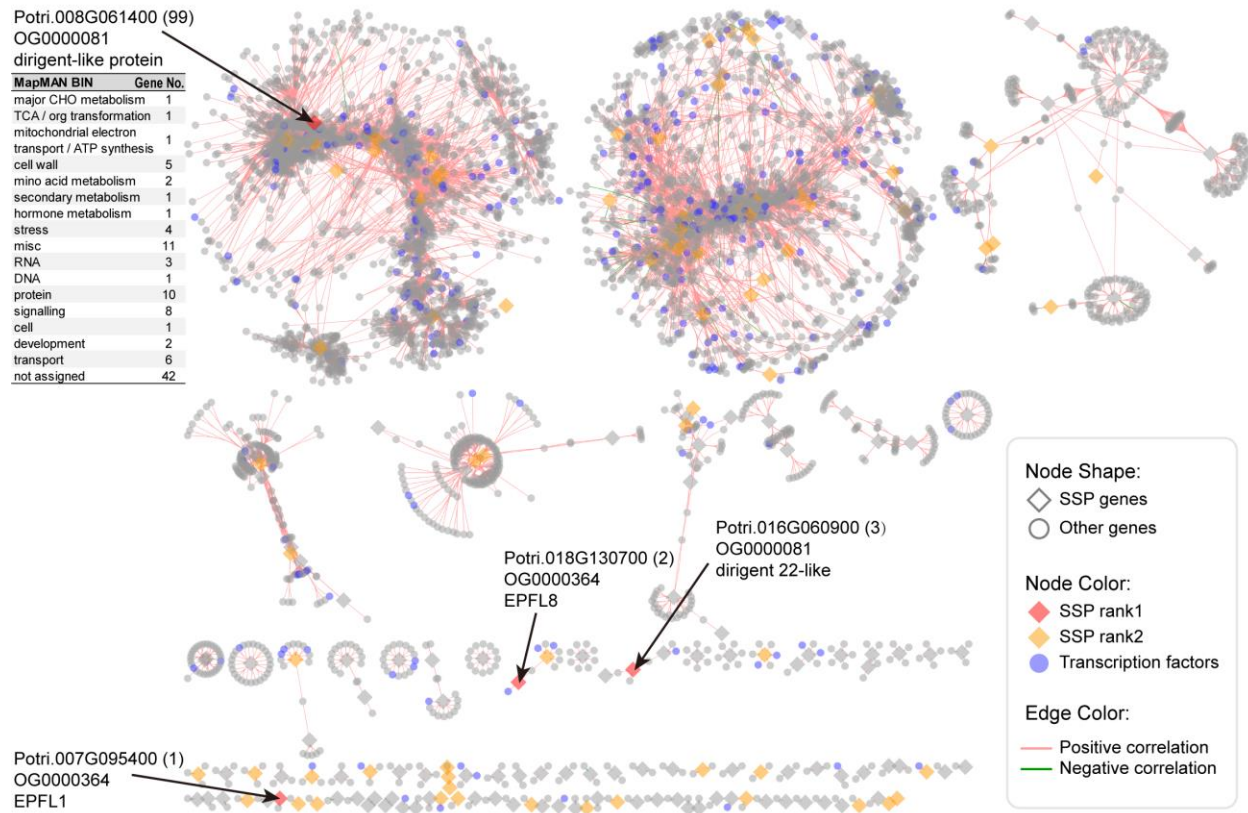 Potri.008G061400 (99)
OG0000081
dirigent-like protein
MapMAN BIN Gene No.
major CHO metabolism 1
TCA / org transformation 1
mitochondrial electron
transport / ATP synthesis 1
cell wall 5
mino acid metabolism 2
secondary metabolism 1
hormone metabolism 1
stress 4
misc 11
RNA 3
DNA 1
protein 10
signalling 8
cell 1
development 2
transport 6
not assigned 42
Potri.018G130700 (2)
OG0000364
EPFL8
Potri.016G060900 (3)
OG0000081
dirigent 22-like
Potri.007G095400 (1)
OG0000364
EPFL1
Node Shape:
SSP genes
Other genes
Node Color:
SSP rank1
SSP rank2
Transcription factors
Edge Color:
Positive correlation
Negative correlation